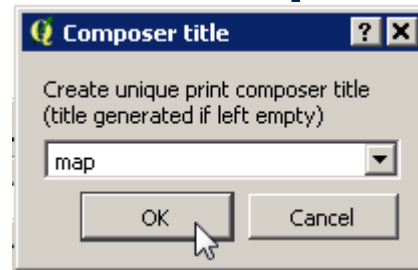 Composer title
Create unique print composer title
(title generated if left empty)
map
OK
Cancel